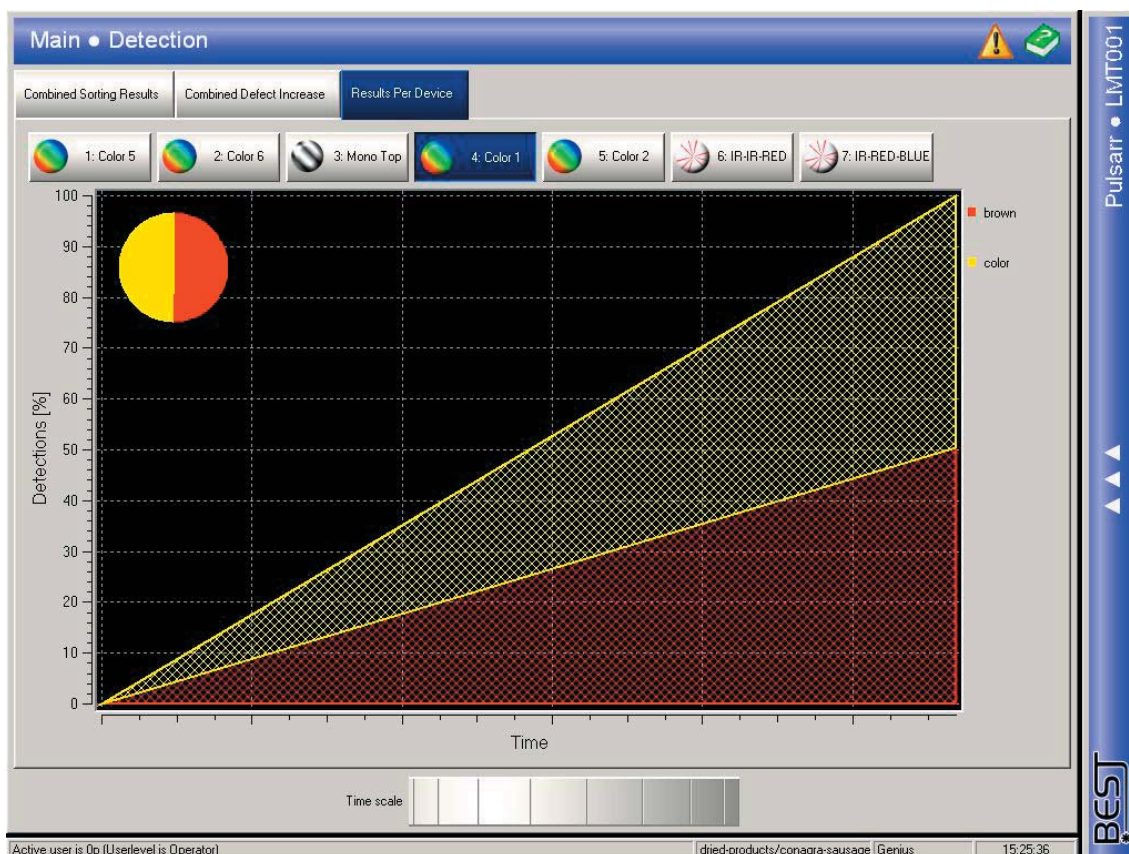 Main ● Detection
Combined Sorting Results
Combined Defect Increase
Results Per Device
1: Color 5
2: Color 6
3: Mono Top
4: Color 1
5: Color 2
6: IR-IR-RED
7: IR-RED-BLUE
100
90
80
70
60
50
40
30
20
10
0
Detections [%]
brown
color
Time
Time scale
Active user is Op (Userlevel is Operator)
dried-products/conagra-sausage
Genius
15:25:36
Pulsarr ● LMT001
BEST